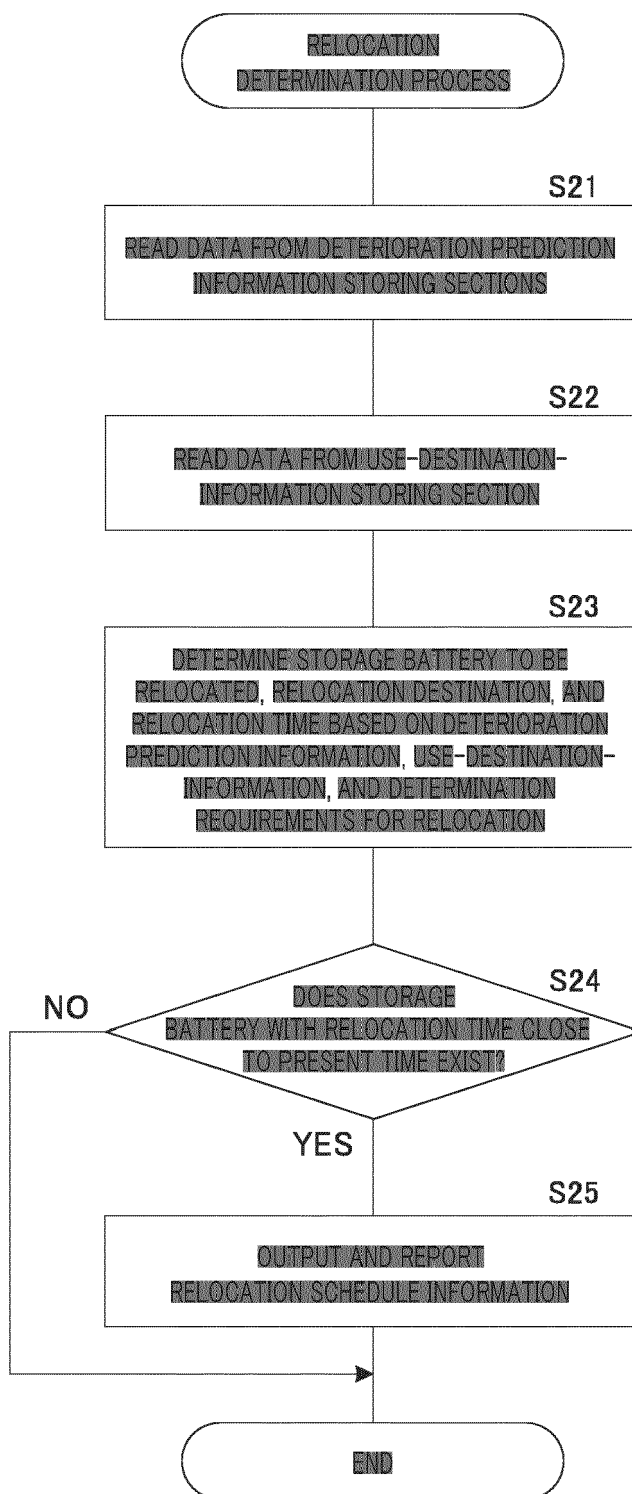 RELOCATION
DETERMINATION PROCESS
S21
READ DATA FROM DETERIORATION PREDICTION
INFORMATION STORING SECTIONS
S22
READ DATA FROM USE-DESTINATION-
INFORMATION STORING SECTION
S23
DETERMINE STORAGE BATTERY TO BE
RELOCATED, RELOCATION DESTINATION, AND
RELOCATION TIME BASED ON DETERIORATION
PREDICTION INFORMATION, USE-DESTINATION-
INFORMATION, AND DETERMINATION
REQUIREMENTS FOR RELOCATION
S24
NO
DOES STORAGE
BATTERY WITH RELOCATION TIME CLOSE
TO PRESENT TIME EXIST?
YES
S25
OUTPUT AND REPORT
RELOCATION SCHEDULE INFORMATION
END